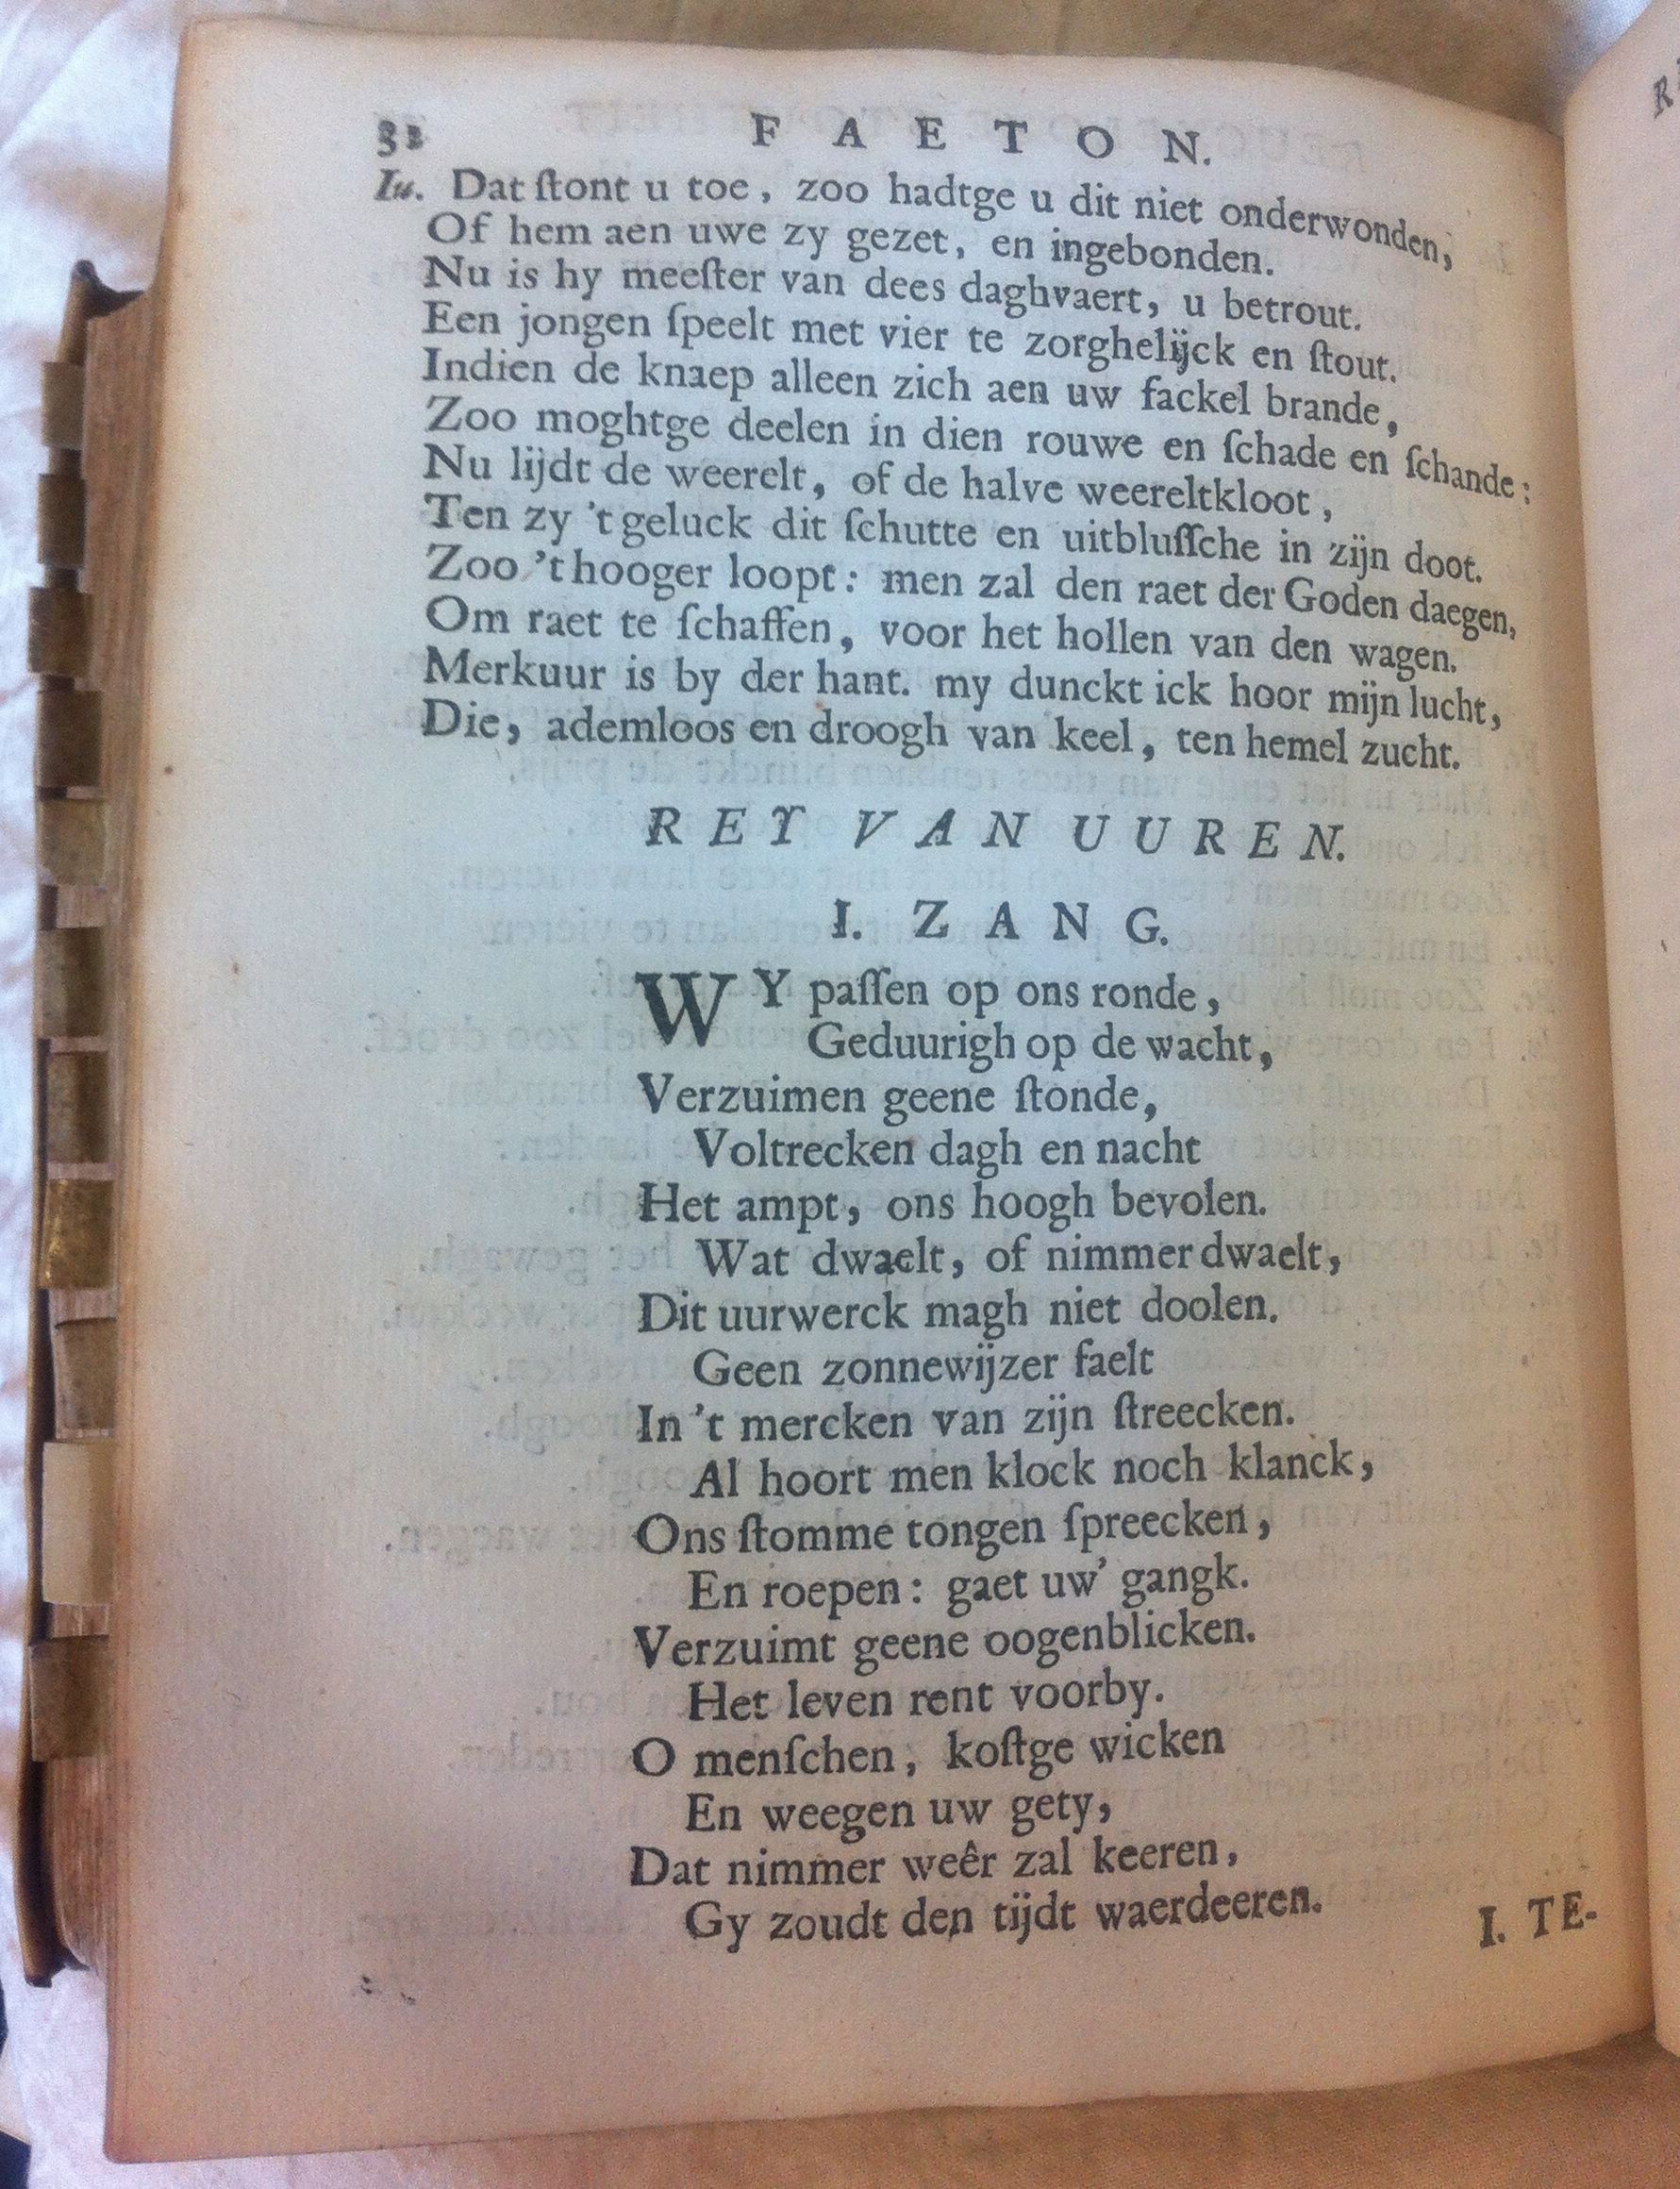 32 FAETON.
Iu. Dat ſtont u toe, zoo hadtge u dit niet onderwonden,
Of hem aen uwe zy gezet, en ingebonden.
Nu is hy meeſter van dees daghvaert, u betrout.
Een jongen ſpeelt met vier te zorghelijck en ſtout.
Indien de knaep alleen zich aen uw fackel brande,
Zoo moghtge deelen in dien rouwe en ſchade en ſchande:
Nu lijdt de weerelt, of de halve weereltkloot,
Ten zy 't geluck dit ſchutte en uitbluſſche in zijn doot.
Zoo 't hooger loopt: men zal den raet der Goden daegen,
Om raet te ſchaffen, voor het hollen van den wagen.
Merkuur is by der hant. my dunckt ick hoor mijn lucht,
Die, ademloos en droogh van keel, ten hemel zucht.
REY VAN UUREN.
I. ZANG.
WY paſſen op ons ronde,
Geduurigh op de wacht,
Verzuimen geene ſtonde,
Voltrecken dagh en nacht
Het ampt, ons hoogh bevolen.
Wat dwaelt, of nimmer dwaelt,
Dit uurwerck magh niet doolen.
Geen zonnewijzer faelt
In 't mercken van zijn ſtreecken.
Al hoort men klock noch klanck,
Ons ſtomme tongen ſpreecken,
En roepen: gaet uw' gangk.
Verzuimt geene oogenblicken.
Het leven rent voorby.
O menſchen, koſtge wicken
En weegen uw gety,
Dat nimmer weêr zal keeren,
Gy zoudt den tijdt waerdeeren.
I. TE-